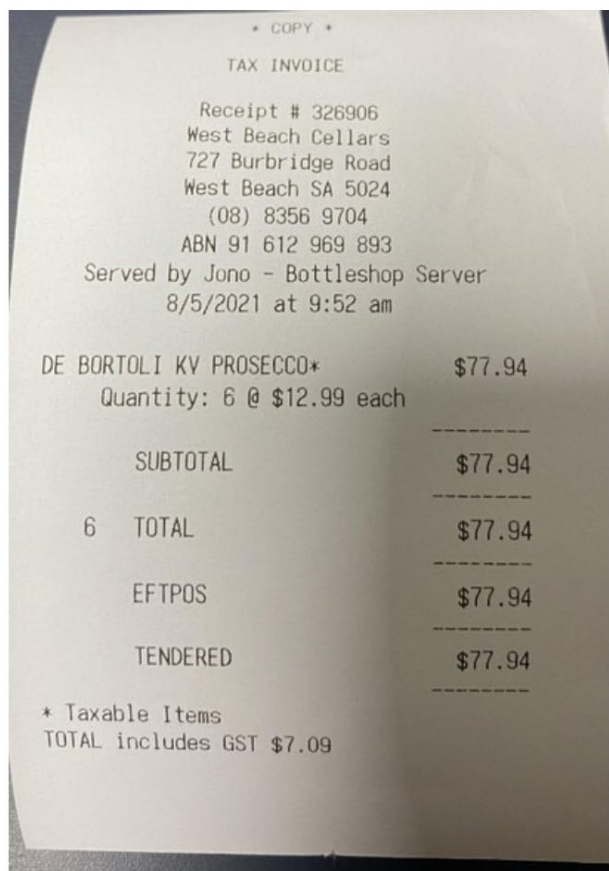 * COPY *
TAX INVOICE
Receipt # 326906
West Beach Cellars
727 Burbridge Road
West Beach SA 5024
(08) 8356 9704
ABN 91 612 969 893
Served by Jono - Bottleshop Server
8/5/2021 at 9:52 am
DE BORTOLI KV PROSECCO* $77.94
Quantity: 6 @ $12.99 each
--------
SUBTOTAL $77.94
--------
6 TOTAL $77.94
--------
EFTPOS $77.94
--------
TENDERED $77.94
--------
* Taxable Items
TOTAL includes GST $7.09